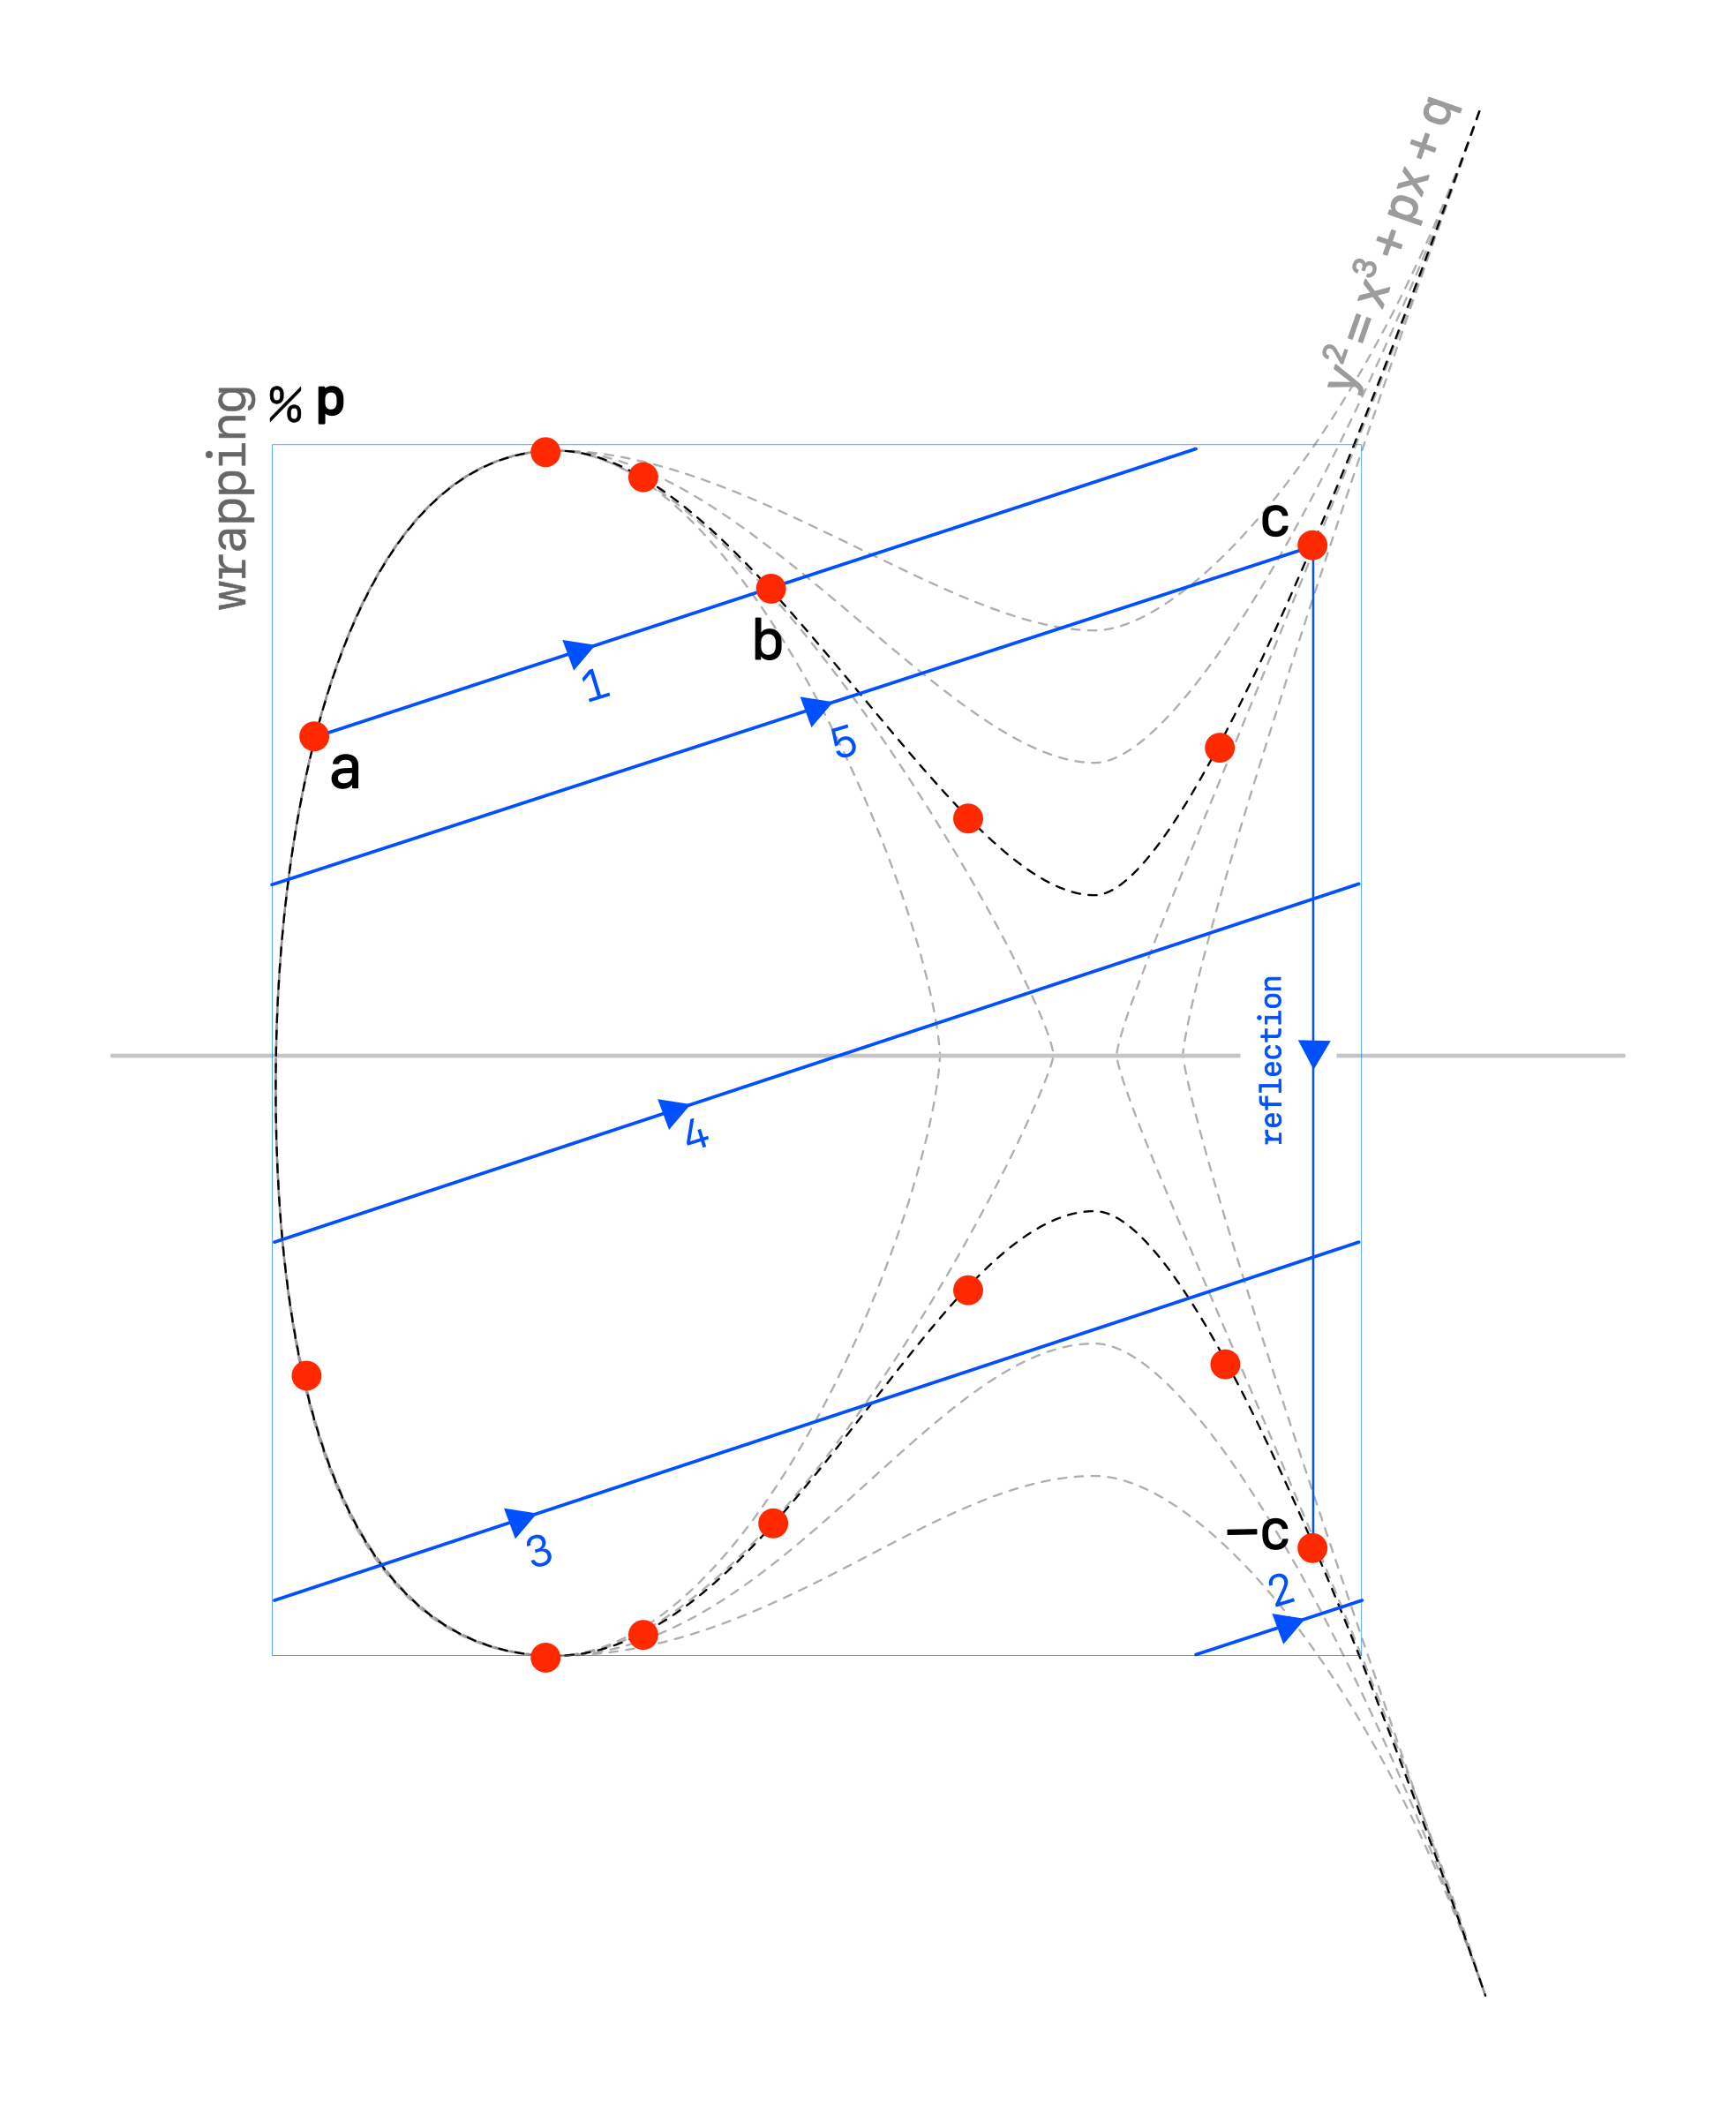 y² = x³ + px + q
wrapping
% p
c
b
1
a
5
reflection
4
−c
3
2